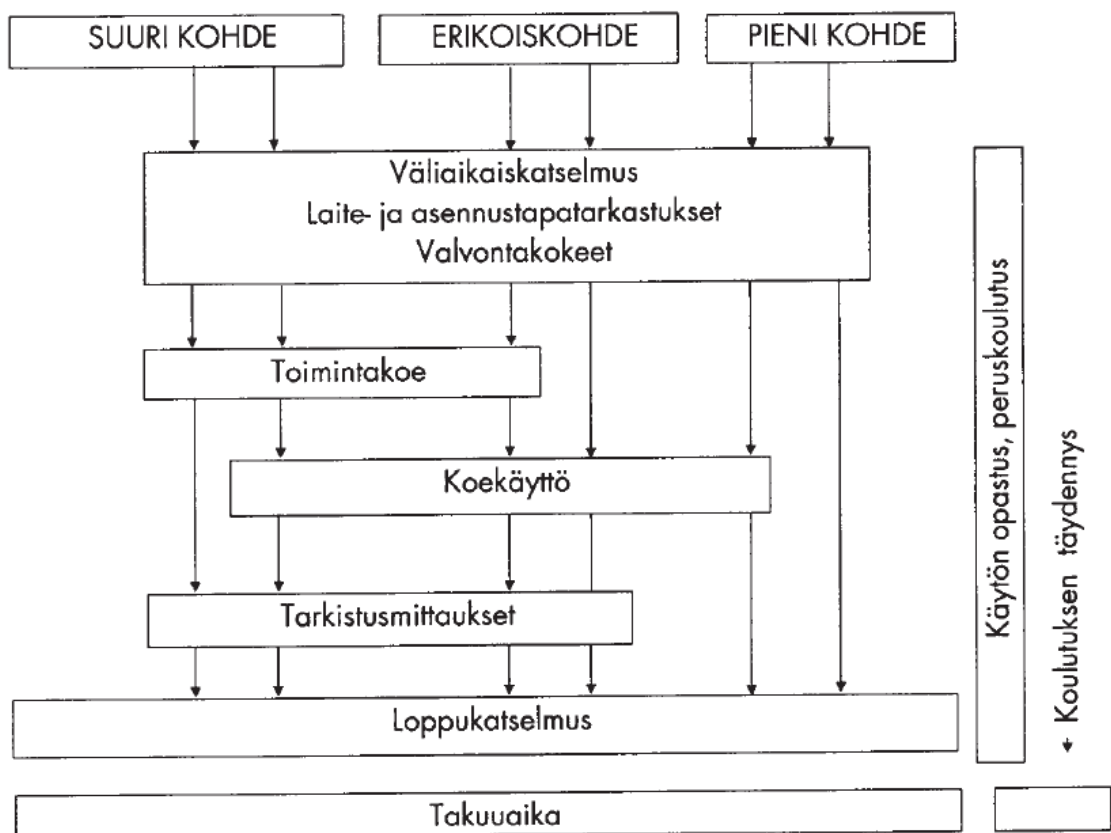 SUURI KOHDE
ERIKOISKOHDE
PIENI KOHDE
Väliaikaiskatselmus
Laite- ja asennustapatarkastukset
Valvontakokeet
Toimintakoe
Koekäyttö
Tarkistusmittaukset
Loppukatselmus
Takuuaika
Käytön opastus, peruskoulutus
Koulutuksen täydennys